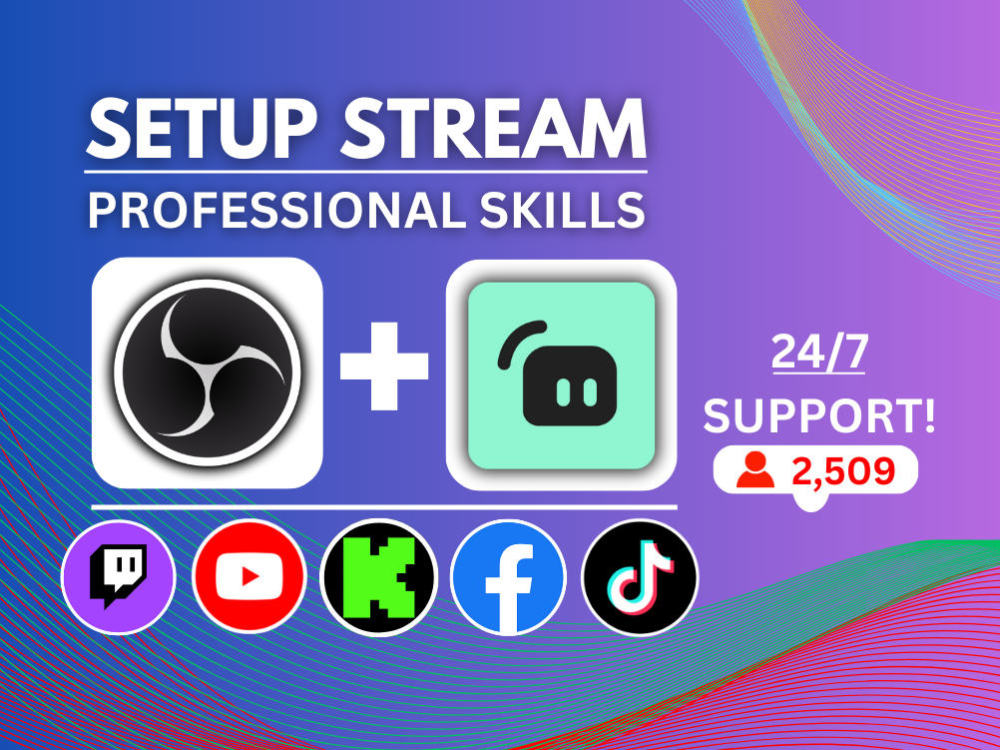 SETUP STREAM
PROFESSIONAL SKILLS
24/7
SUPPORT!
2,509